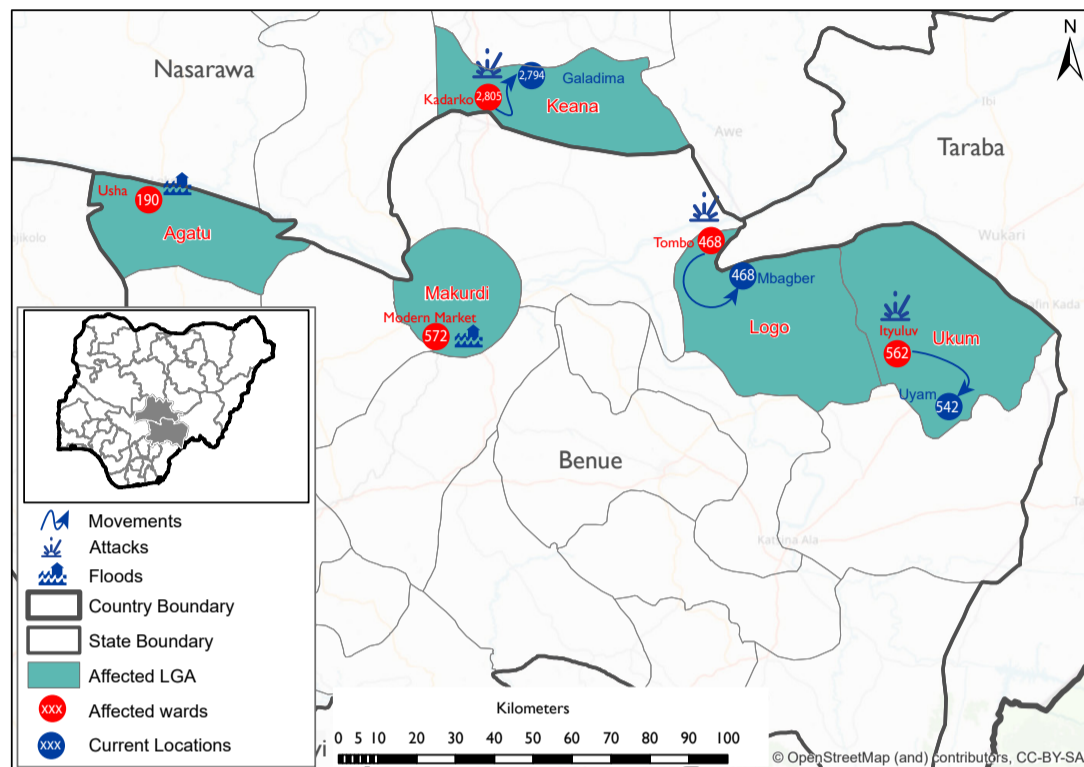 N
Nasarawa
2,794
Galadima
Kadarko
2,805
Keana
Ibi
Awe
Taraba
Usha
190
Agatu
Tombo
468
Wukari
468
Mbagber
Makurdi
Modern Market
572
Logo
Ityuluv
562
Ukum
Uyam
542
Benue
Katsina Ala
Movements
Attacks
Floods
Country Boundary
State Boundary
Affected LGA
XXX
Affected wards
XXX
Current Locations
Kilometers
0 5 10 20 30 40 50 60 70 80 90 100
© OpenStreetMap (and) contributors, CC-BY-SA